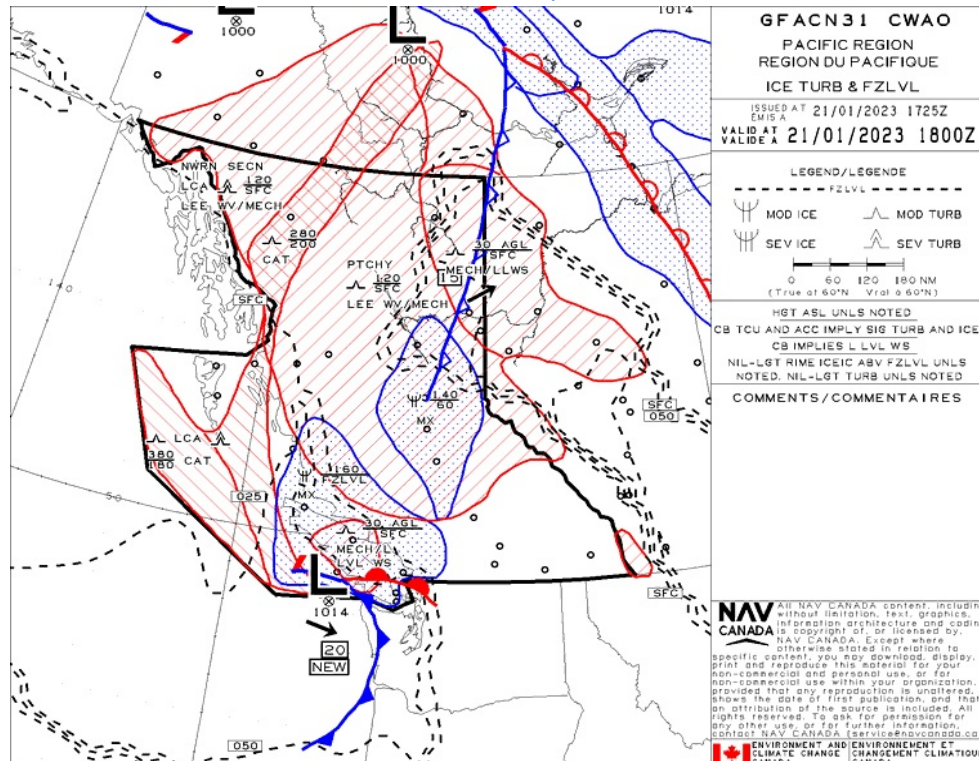 1014
L
1000
L
1000
NWRN SECN
LCA 120
SFC
LEE WV/MECH
280
200
CAT
PTCHY
120
SFC
LEE WV/MECH
30 AGL
SFC
MECH/LLWS
15
140
SFC
140
60
MX
SFC
050
LCA
380
180 CAT
50
025
160
FZLVL
MX
30 AGL
SFC
MECH/L
LVL WS
L
1014
20
NEW
SFC
050
GFACN31 CWAO
PACIFIC REGION
REGION DU PACIFIQUE
ICE TURB & FZLVL
ISSUED AT
EMIS A
21/01/2023 1725Z
VALID AT
VALIDE A
21/01/2023 1800Z
LEGEND/LEGENDE
FZLVL
MOD ICE
MOD TURB
SEV ICE
SEV TURB
0 60 120 180 NM
(True at 60°N Vrai à 60°N)
HGT ASL UNLS NOTED
CB TCU AND ACC IMPLY SIG TURB AND ICE
CB IMPLIES L LVL WS
NIL-LGT RIME ICEIC ABV FZLVL UNLS
NOTED. NIL-LGT TURB UNLS NOTED
COMMENTS/COMMENTAIRES
NAV
CANADA
All NAV CANADA content, includin
without limitation, text, graphics,
information architecture and codin
is copyright of, or licensed by,
NAV CANADA. Except where
otherwise stated in relation to
specific content, you may download, display,
print and reproduce this material for your
non-commercial and personal use, or for
non-commercial use within your organization,
provided that any reproduction is unaltered,
shows the date of first publication, and that
an attribution of the source is included. All
rights reserved. To ask for permission for
any other use, or for further information,
contact NAV CANADA (service@navcanada.ca
ENVIRONMENT AND
CLIMATE CHANGE
ENVIRONNEMENT ET
CHANGEMENT CLIMATIQU